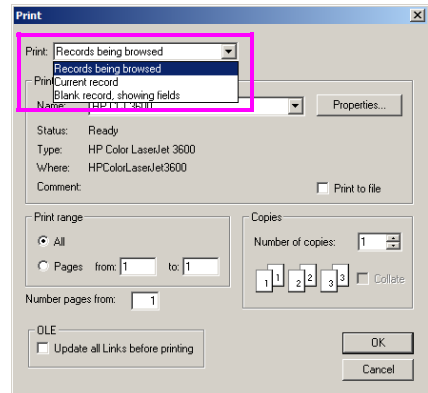 Print
Print: Records being browsed
Records being browsed
Current record
Blank record, showing fields
Name:
Properties...
Status: Ready
Type: HP Color LaserJet 3600
Where: HPColorLaserJet3600
Comment:
Print to file
Print range
All
Pages from: 1 to: 1
Number pages from: 1
Copies
Number of copies: 1
1 1 2 2 3 3 Collate
OLE
Update all Links before printing
OK
Cancel